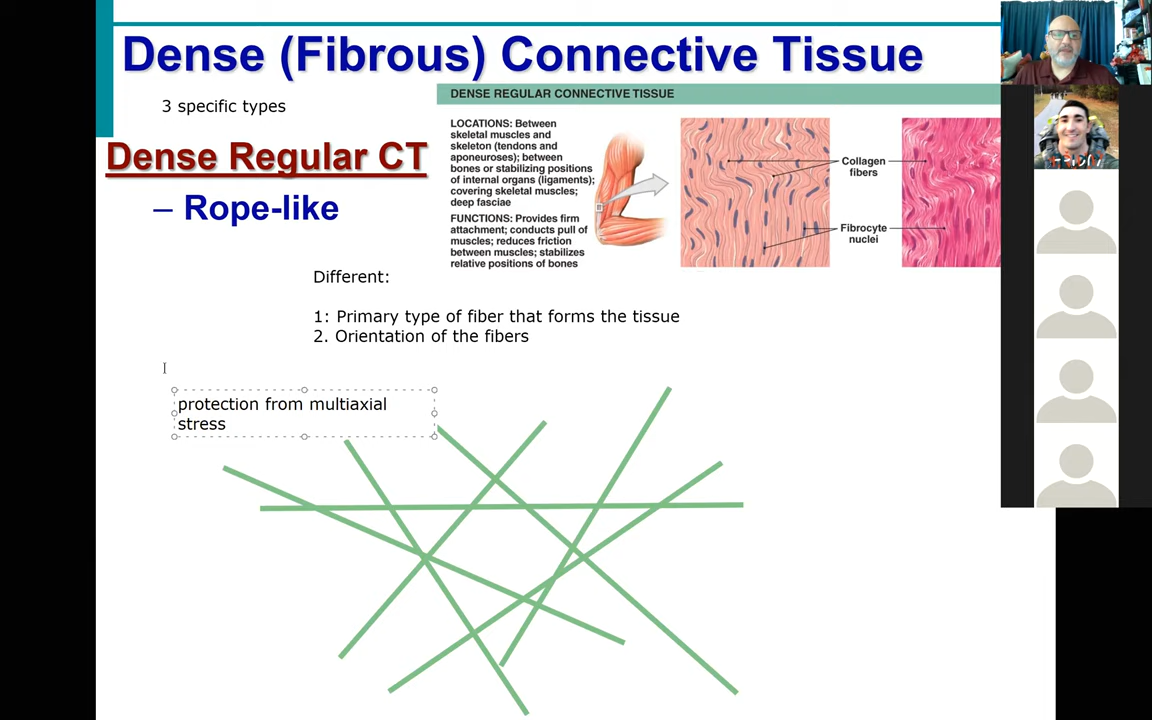 Dense (Fibrous) Connective Tissue
3 specific types
Dense Regular CT
– Rope-like
DENSE REGULAR CONNECTIVE TISSUE
LOCATIONS: Between
skeletal muscles and
skeleton (tendons and
aponeuroses); between
bones or stabilizing positions
of internal organs (ligaments);
covering skeletal muscles;
deep fasciae
FUNCTIONS: Provides firm
attachment; conducts pull of
muscles; reduces friction
between muscles; stabilizes
relative positions of bones
Collagen
fibers
Fibrocyte
nuclei
Different:
1: Primary type of fiber that forms the tissue
2. Orientation of the fibers
protection from multiaxial
stress